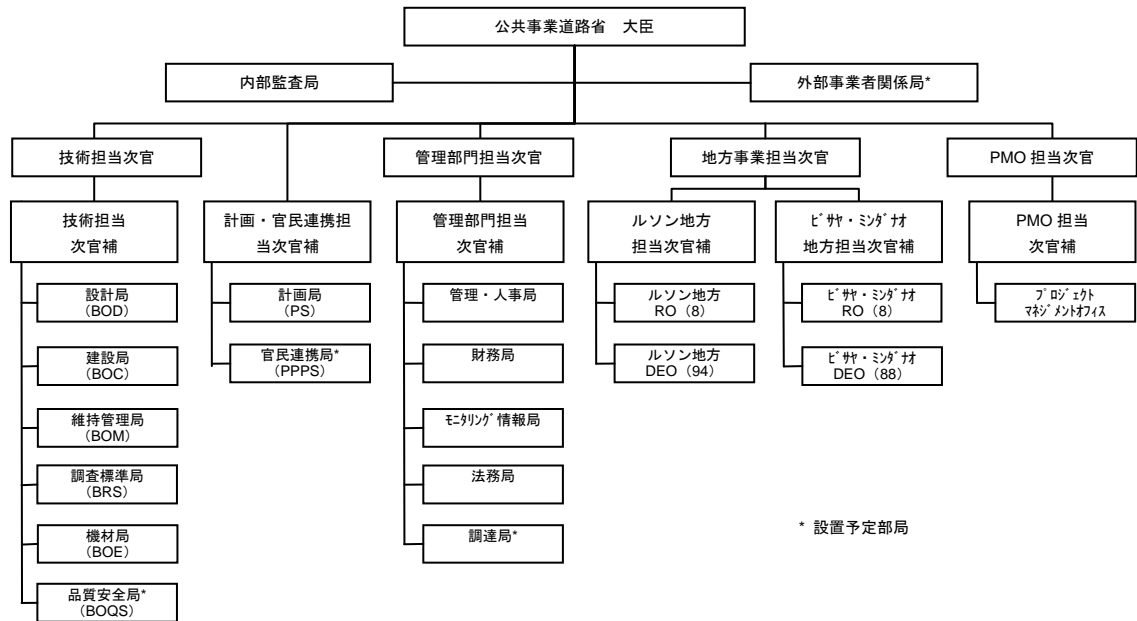 公共事業道路省　大臣
内部監査局
外部事業者関係局*
技術担当次官
管理部門担当次官
地方事業担当次官
PMO 担当次官
技術担当
次官補
計画・官民連携担
当次官補
管理部門担当
次官補
ルソン地方
担当次官補
ﾋﾞｻﾔ・ﾐﾝﾀﾞﾅｵ
地方担当次官補
PMO 担当
次官補
設計局
(BOD)
建設局
(BOC)
維持管理局
(BOM)
調査標準局
(BRS)
機材局
(BOE)
品質安全局*
(BOQS)
計画局
(PS)
官民連携局*
(PPPS)
管理・人事局
財務局
ﾓﾆﾀﾘﾝｸﾞ情報局
法務局
調達局*
ルソン地方
RO（8）
ルソン地方
DEO（94）
ﾋﾞｻﾔ・ﾐﾝﾀﾞﾅｵ
RO（8）
ﾋﾞｻﾔ・ﾐﾝﾀﾞﾅｵ
DEO（88）
ﾌﾟﾛｼﾞｪｸﾄ
ﾏﾈｼﾞﾒﾝﾄｵﾌｨｽ
* 設置予定部局